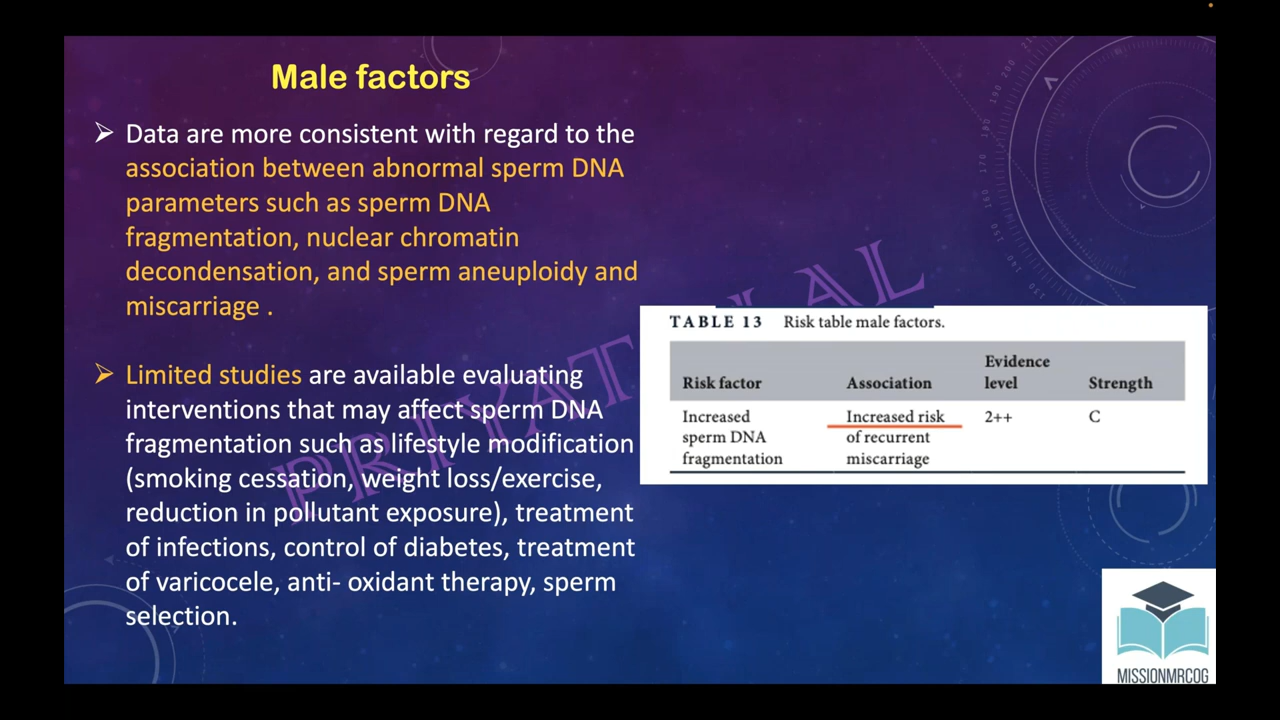 Male factors
➢ Data are more consistent with regard to the
association between abnormal sperm DNA
parameters such as sperm DNA
fragmentation, nuclear chromatin
decondensation, and sperm aneuploidy and
miscarriage .
➢ Limited studies are available evaluating
interventions that may affect sperm DNA
fragmentation such as lifestyle modification
(smoking cessation, weight loss/exercise,
reduction in pollutant exposure), treatment
of infections, control of diabetes, treatment
of varicocele, anti- oxidant therapy, sperm
selection.
TABLE 13 Risk table male factors.
Risk factor Association Evidence level Strength
Increased sperm DNA fragmentation Increased risk of recurrent miscarriage 2++ C
MISSIONMRCOG